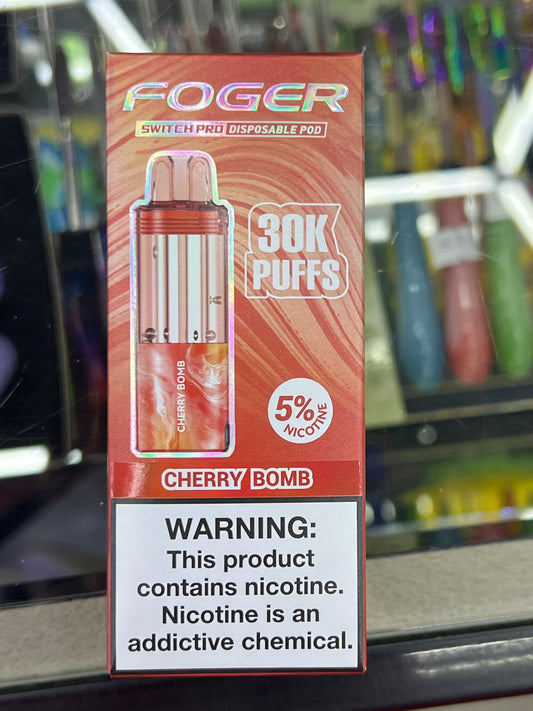 FOGER
SWITCH PRO DISPOSABLE POD
30K
PUFFS
CHERRY BOMB
5%
NICOTINE
CHERRY BOMB
WARNING:
This product
contains nicotine.
Nicotine is an
addictive chemical.